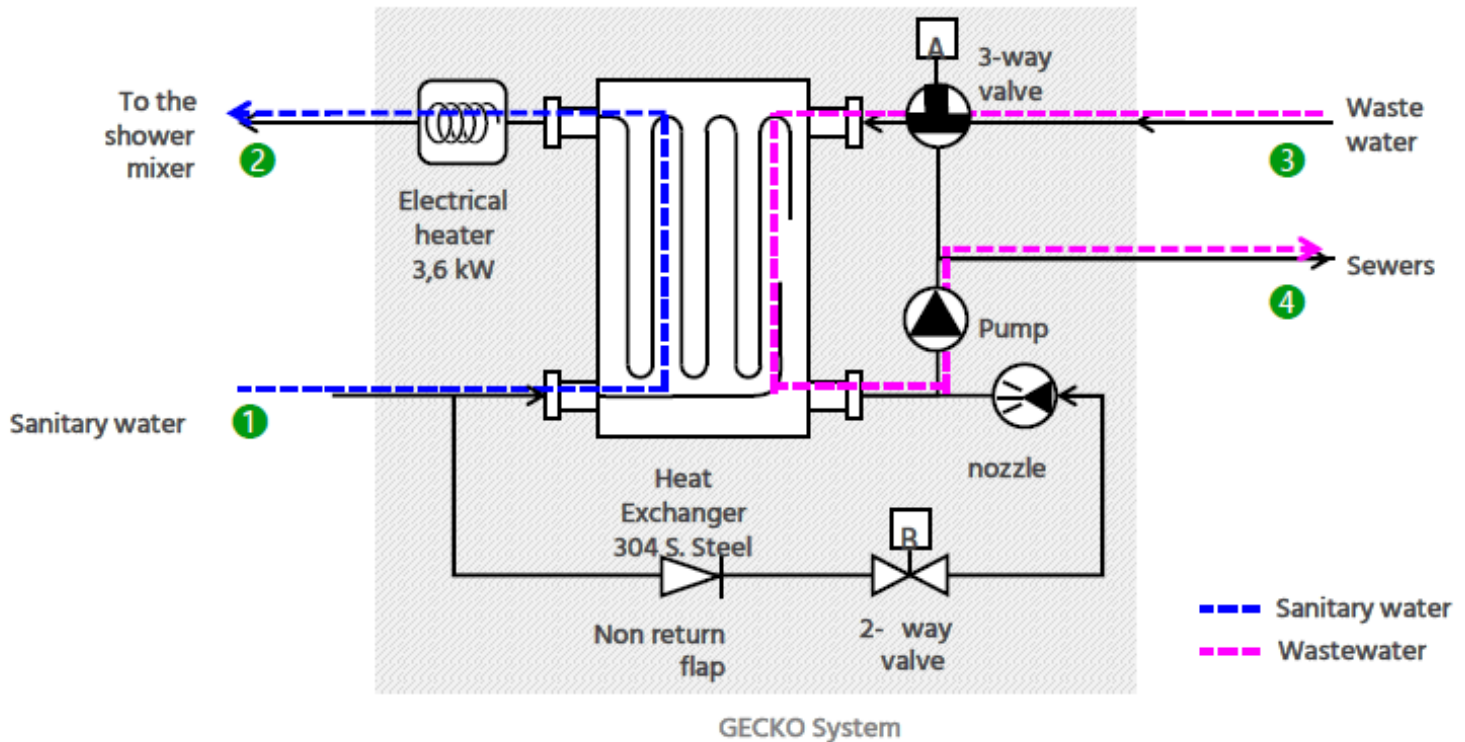 A
3-way
valve
To the
shower
mixer
2
Waste
water
3
Electrical
heater
3,6 kW
Sewers
4
Pump
Sanitary water
1
nozzle
Heat
Exchanger
304 S. Steel
B
Non return
flap
2- way
valve
Sanitary water
Wastewater
GECKO System